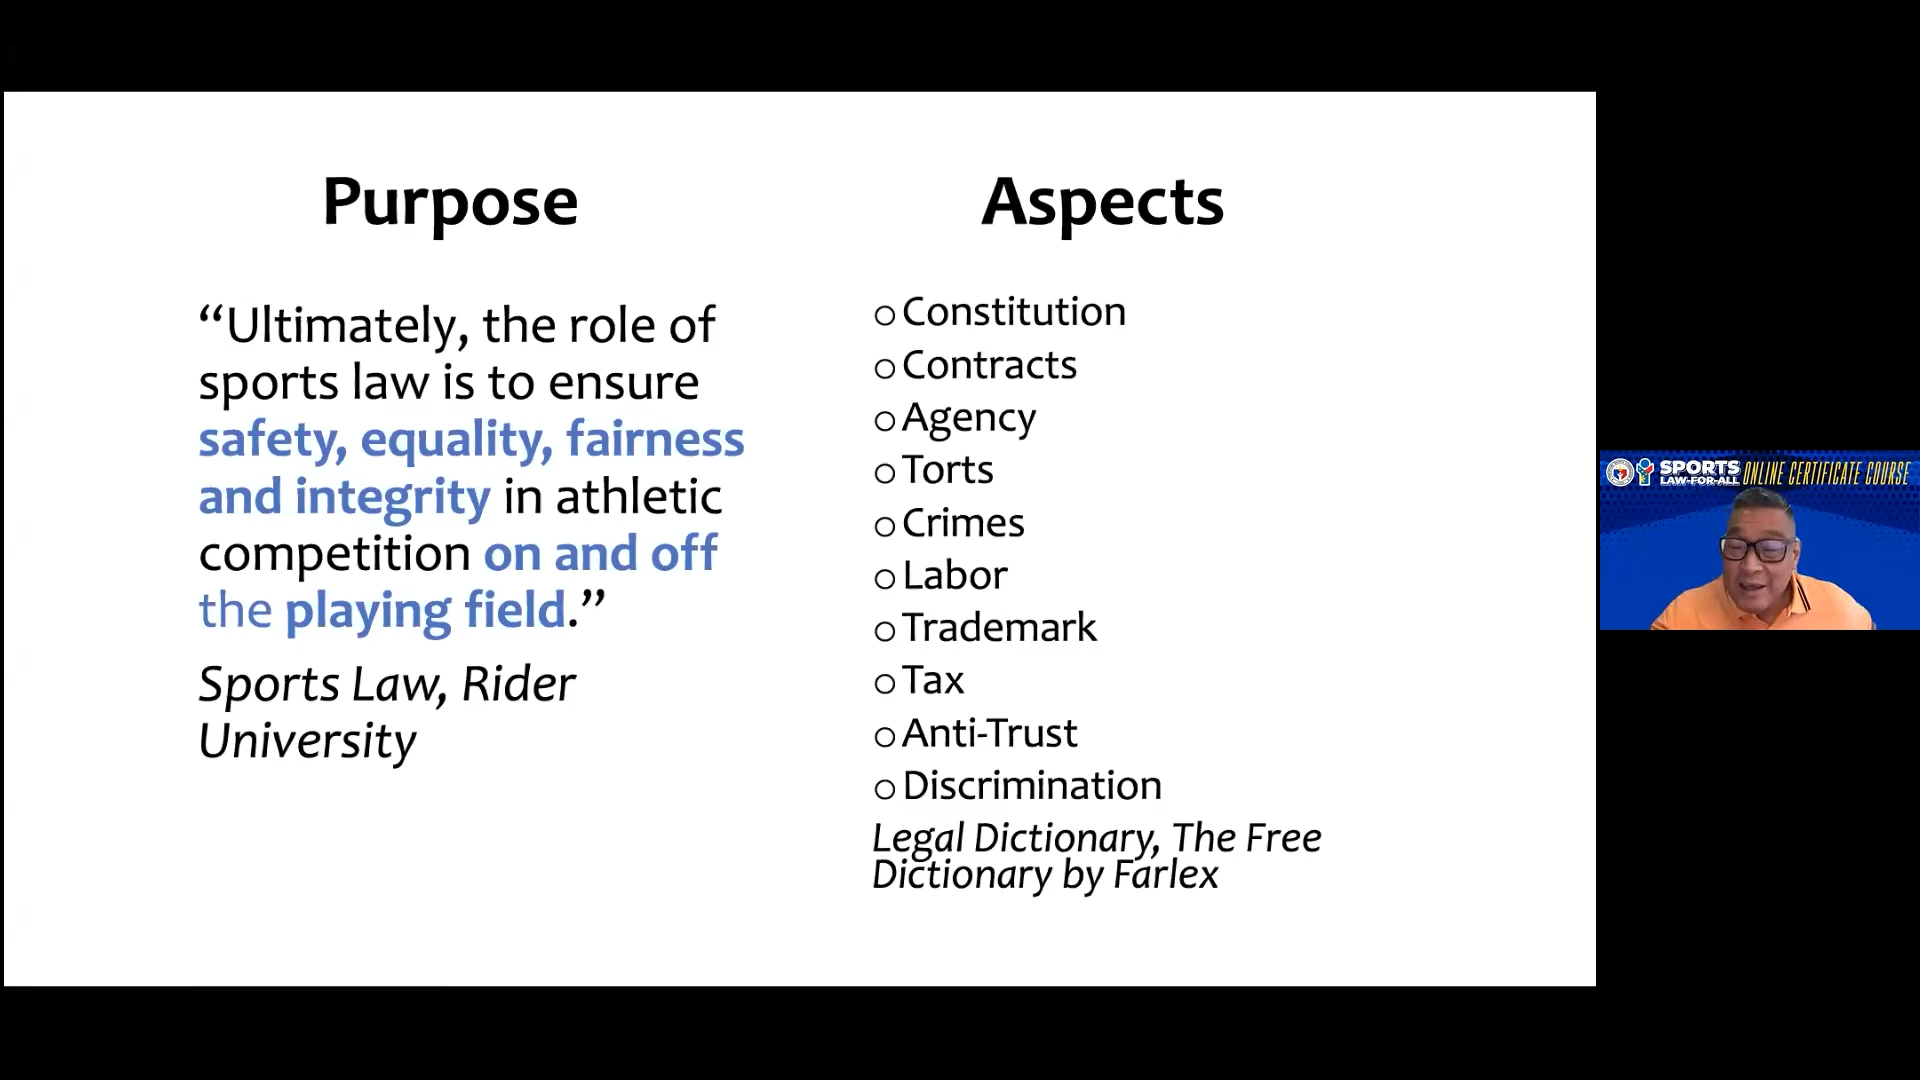 Purpose
“Ultimately, the role of
sports law is to ensure
safety, equality, fairness
and integrity in athletic
competition on and off
the playing field.”
Sports Law, Rider
University
Aspects
Constitution
Contracts
Agency
Torts
Crimes
Labor
Trademark
Tax
Anti-Trust
Discrimination
Legal Dictionary, The Free
Dictionary by Farlex
SPORTS
LAW-FOR-ALL
ONLINE CERTIFICATE COURSE